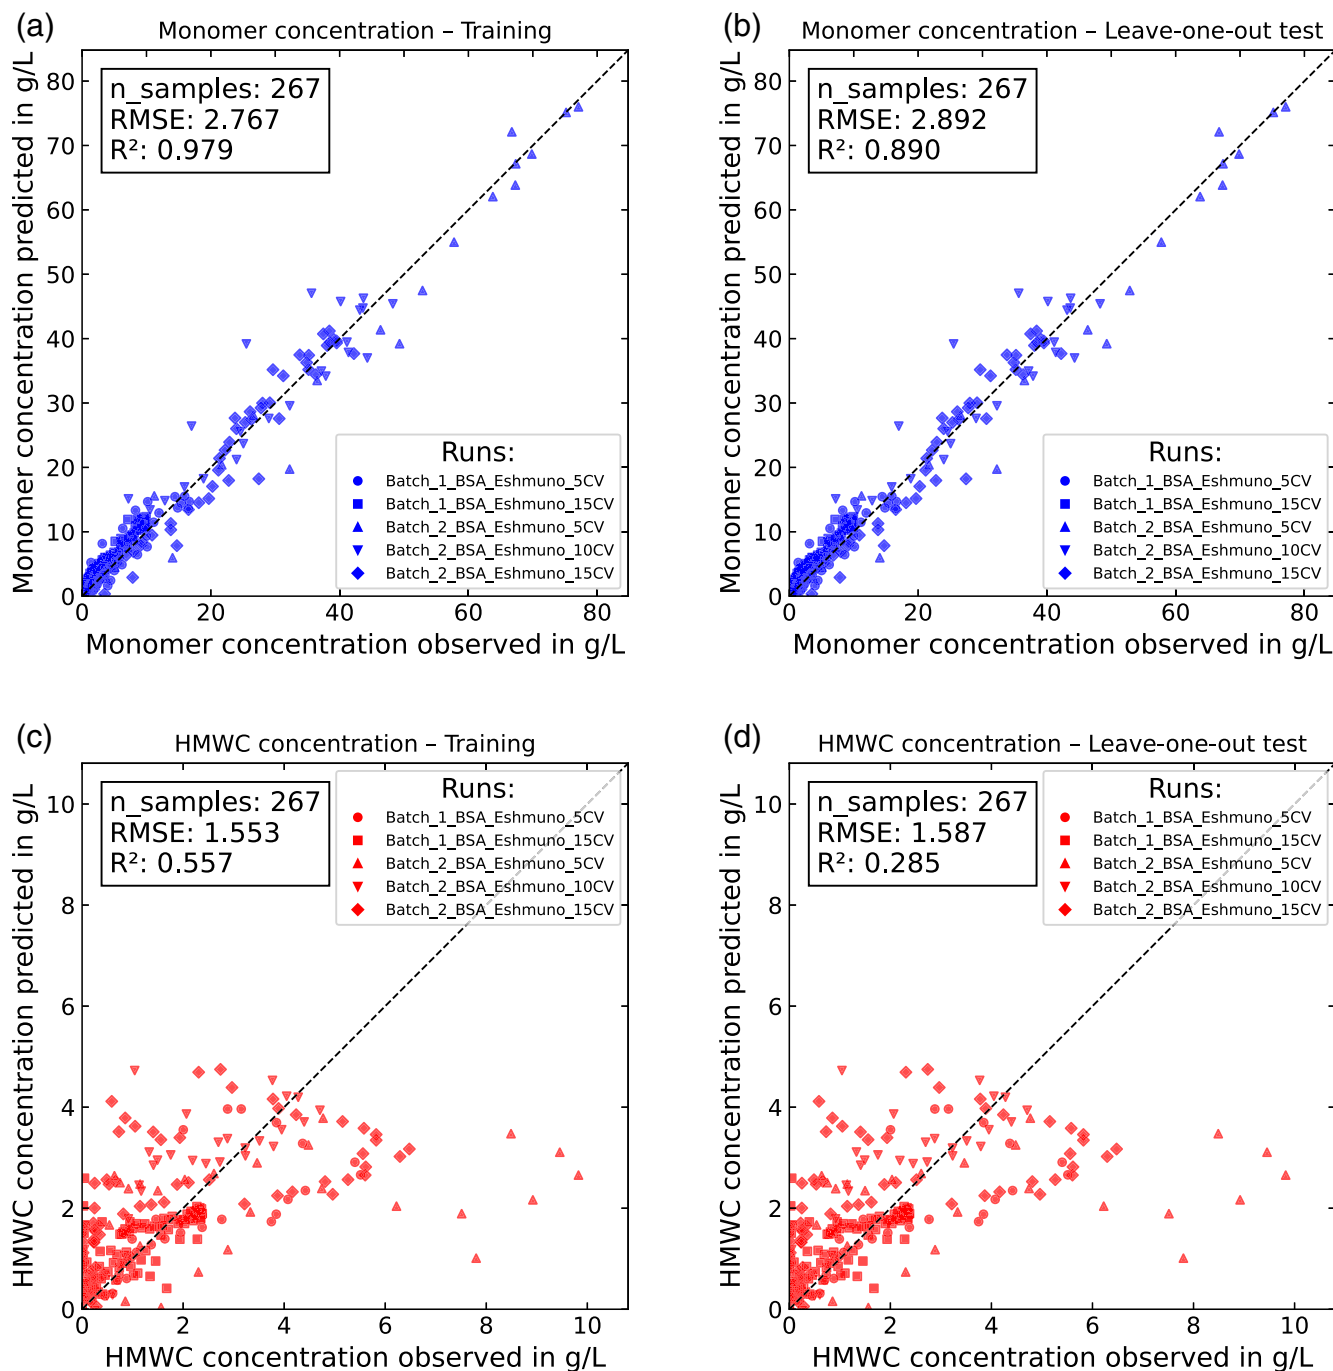 (a)
Monomer concentration – Training
n_samples: 267
RMSE: 2.767
R²: 0.979
Monomer concentration predicted in g/L
80
70
60
50
40
30
20
10
0
Runs:
Batch_1_BSA_Eshmuno_5CV
Batch_1_BSA_Eshmuno_15CV
Batch_2_BSA_Eshmuno_5CV
Batch_2_BSA_Eshmuno_10CV
Batch_2_BSA_Eshmuno_15CV
0 20 40 60 80
Monomer concentration observed in g/L
(b)
Monomer concentration – Leave-one-out test
n_samples: 267
RMSE: 2.892
R²: 0.890
Monomer concentration predicted in g/L
80
70
60
50
40
30
20
10
0
Runs:
Batch_1_BSA_Eshmuno_5CV
Batch_1_BSA_Eshmuno_15CV
Batch_2_BSA_Eshmuno_5CV
Batch_2_BSA_Eshmuno_10CV
Batch_2_BSA_Eshmuno_15CV
0 20 40 60 80
Monomer concentration observed in g/L
(c)
HMWC concentration – Training
n_samples: 267
RMSE: 1.553
R²: 0.557
HMWC concentration predicted in g/L
10
8
6
4
2
0
Runs:
Batch_1_BSA_Eshmuno_5CV
Batch_1_BSA_Eshmuno_15CV
Batch_2_BSA_Eshmuno_5CV
Batch_2_BSA_Eshmuno_10CV
Batch_2_BSA_Eshmuno_15CV
0 2 4 6 8 10
HMWC concentration observed in g/L
(d)
HMWC concentration – Leave-one-out test
n_samples: 267
RMSE: 1.587
R²: 0.285
HMWC concentration predicted in g/L
10
8
6
4
2
0
Runs:
Batch_1_BSA_Eshmuno_5CV
Batch_1_BSA_Eshmuno_15CV
Batch_2_BSA_Eshmuno_5CV
Batch_2_BSA_Eshmuno_10CV
Batch_2_BSA_Eshmuno_15CV
0 2 4 6 8 10
HMWC concentration observed in g/L